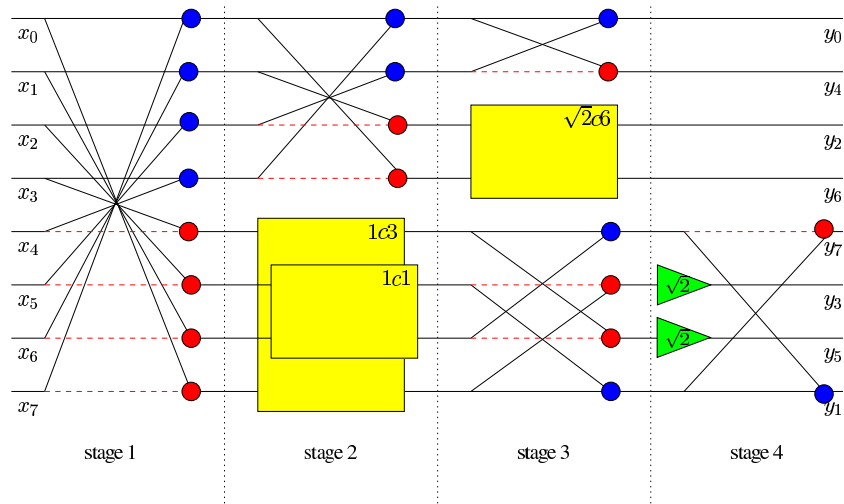 x₀ y₀
x₁ y₄
√2c6
x₂ y₂
x₃ y₆
1c3
x₄ y₇
1c1
√2
x₅ y₃
√2
x₆ y₅
x₇ y₁
stage 1 stage 2 stage 3 stage 4